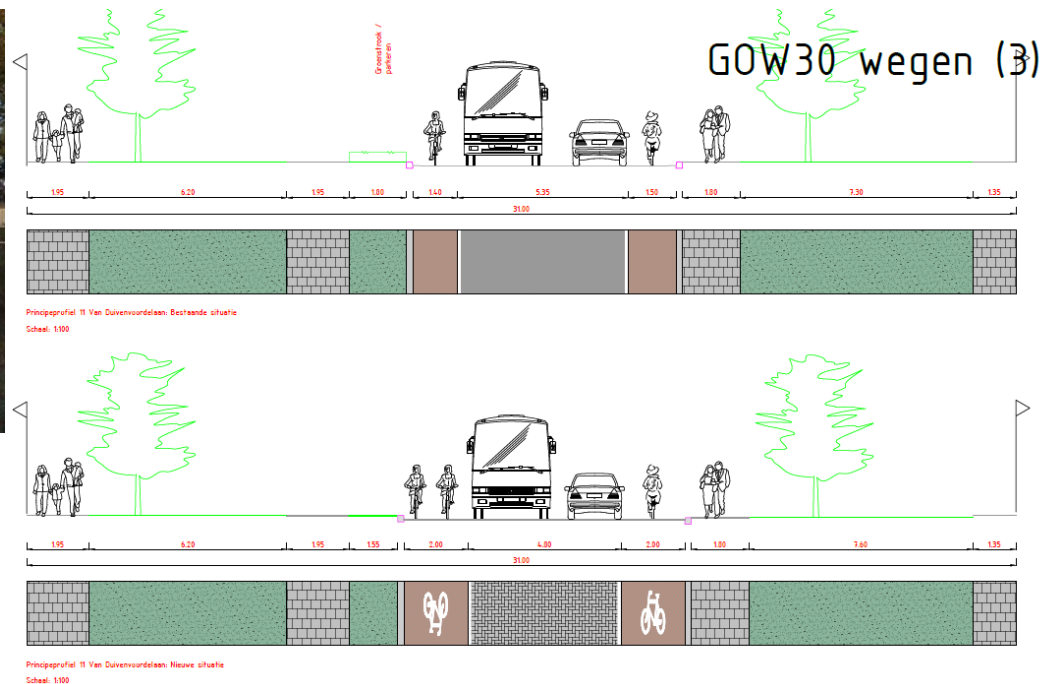 GOW30 wegen (3)
Groenstrook /
parkeren
1.95 6.20 1.95 1.80 1.40 5.35 1.50 1.80 7.30 1.35
31.00
Principeprofiel 11 Van Duivenvoordelaan: Bestaande situatie
Schaal: 1:100
1.95 6.20 1.95 1.55 2.00 4.00 2.00 1.80 7.60 1.35
31.00
Principeprofiel 11 Van Duivenvoordelaan: Nieuwe situatie
Schaal: 1:100